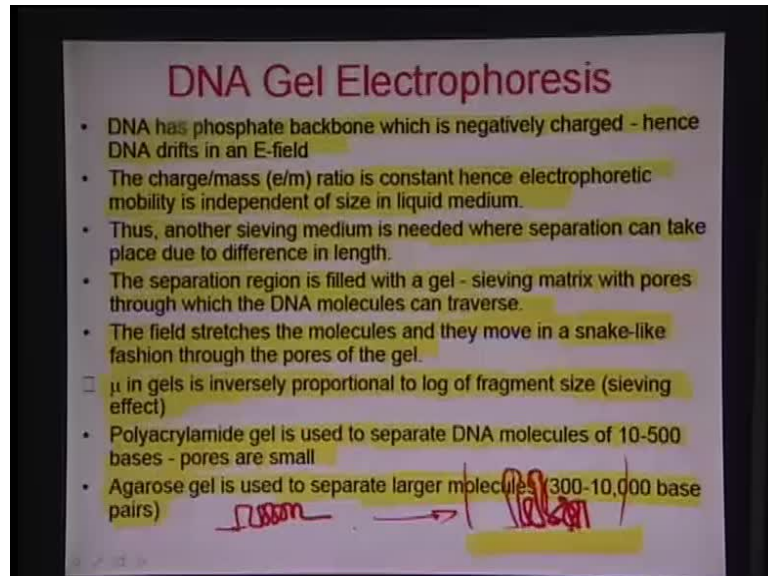 DNA Gel Electrophoresis
• DNA has phosphate backbone which is negatively charged - hence
DNA drifts in an E-field
• The charge/mass (e/m) ratio is constant hence electrophoretic
mobility is independent of size in liquid medium.
• Thus, another sieving medium is needed where separation can take
place due to difference in length.
• The separation region is filled with a gel - sieving matrix with pores
through which the DNA molecules can traverse.
• The field stretches the molecules and they move in a snake-like
fashion through the pores of the gel.
□ μ in gels is inversely proportional to log of fragment size (sieving
effect)
• Polyacrylamide gel is used to separate DNA molecules of 10-500
bases - pores are small
• Agarose gel is used to separate larger molecules (300-10,000 base
pairs)